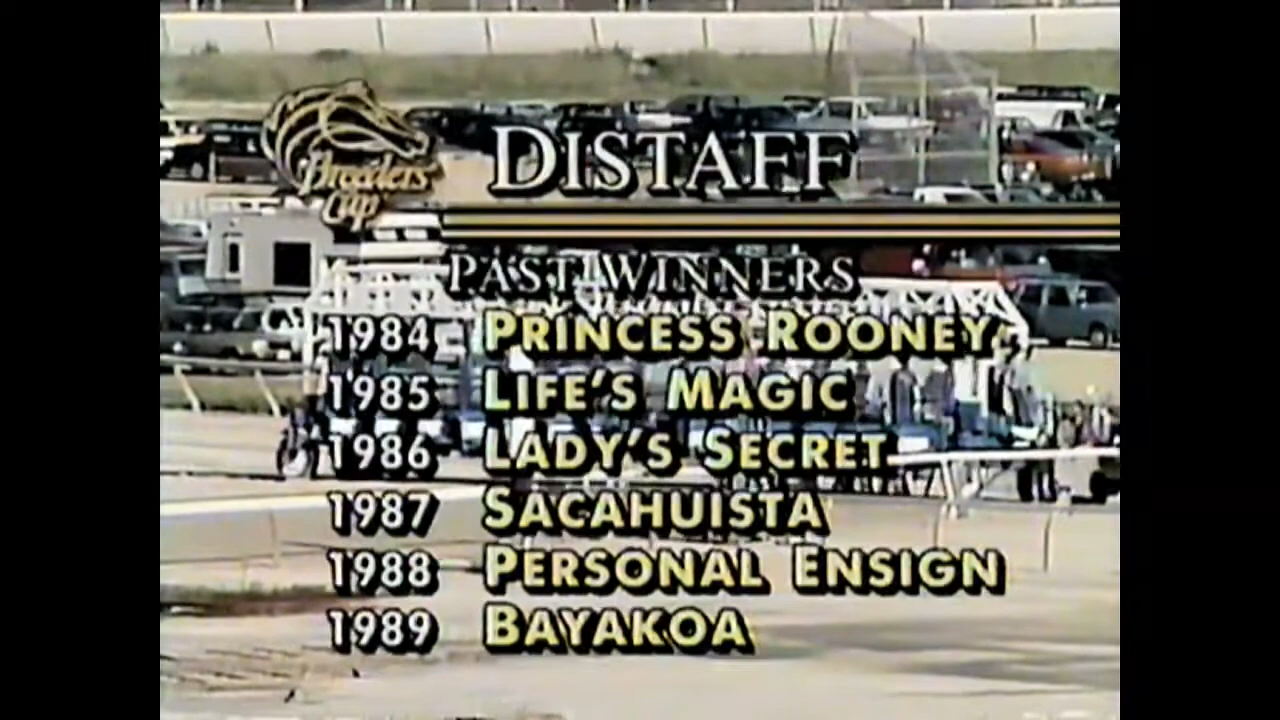 Breeders'
Cup
DISTAFF
PAST WINNERS
1984 PRINCESS ROONEY
1985 LIFE'S MAGIC
1986 LADY'S SECRET
1987 SACAHUISTA
1988 PERSONAL ENSIGN
1989 BAYAKOA